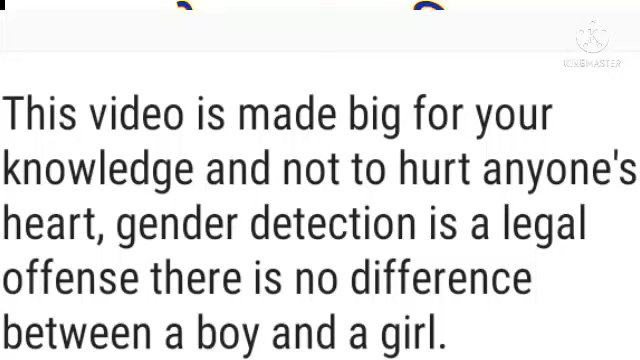 KINEMASTER
This video is made big for your
knowledge and not to hurt anyone's
heart, gender detection is a legal
offense there is no difference
between a boy and a girl.